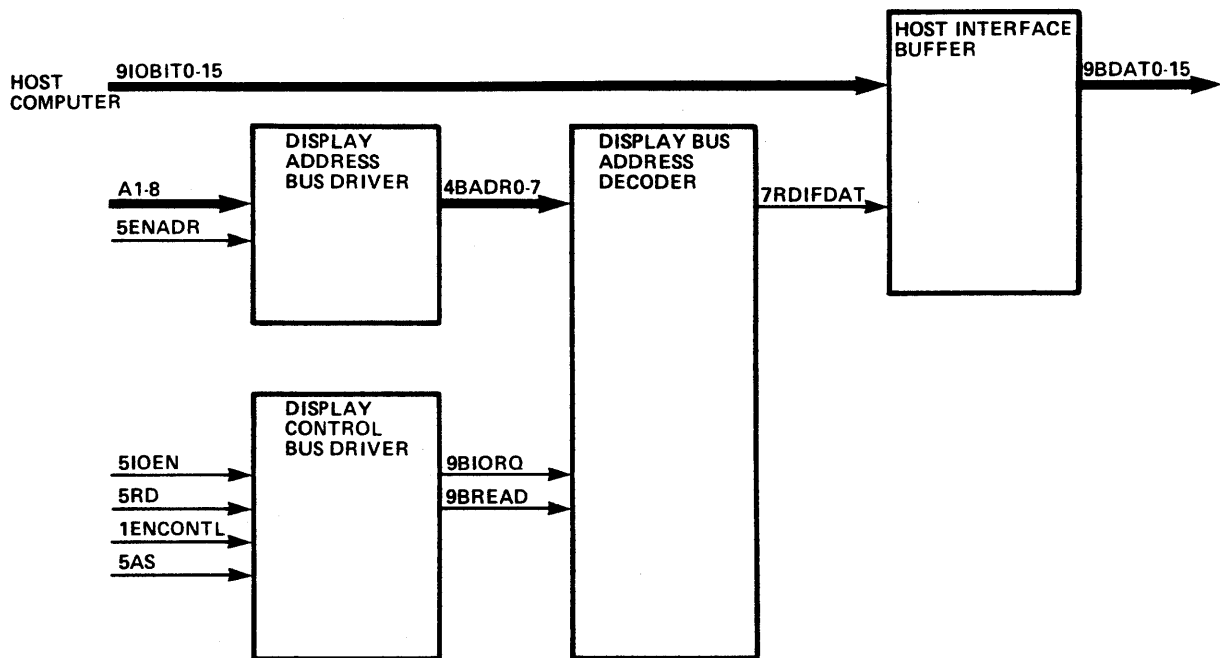 HOST INTERFACE
BUFFER
9IOBIT0-15
9BDAT0-15
HOST
COMPUTER
DISPLAY
ADDRESS
BUS DRIVER
DISPLAY BUS
ADDRESS
DECODER
A1-8
4BADR0-7
7RDIFDAT
5ENADR
DISPLAY
CONTROL
BUS DRIVER
5IOEN
9BIORQ
5RD
9BREAD
1ENCONTL
5AS